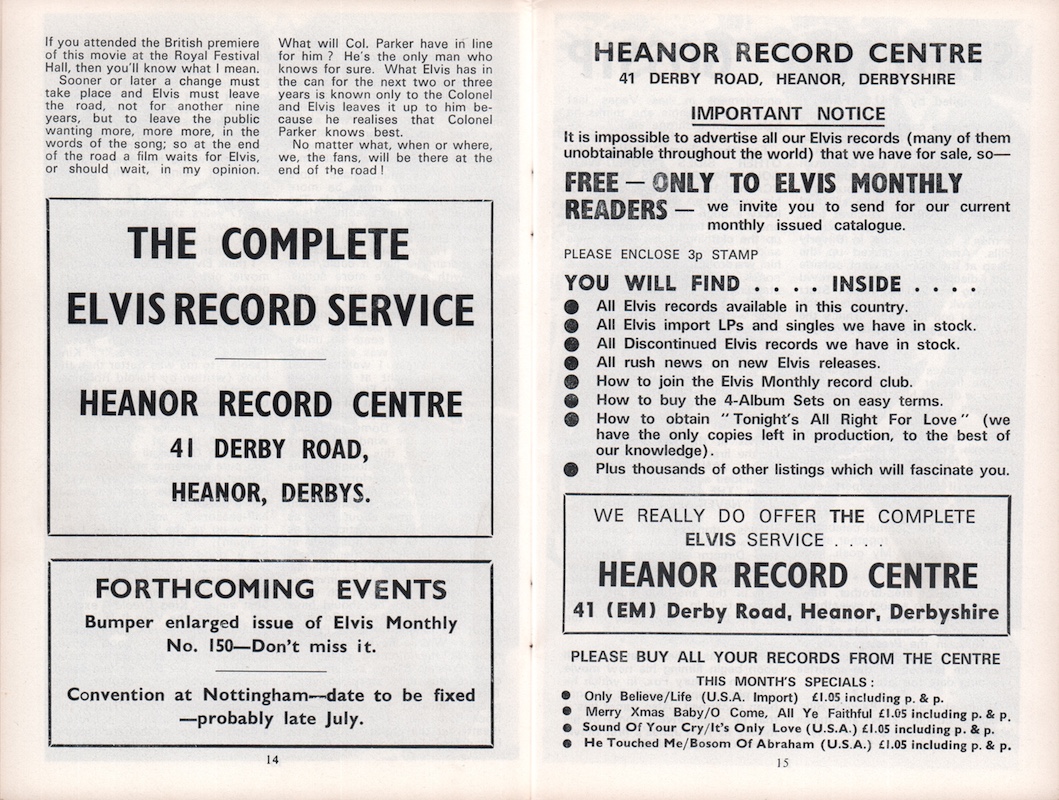 If you attended the British premiere
of this movie at the Royal Festival
Hall, then you'll know what I mean.
Sooner or later a change must
take place and Elvis must leave
the road, not for another nine
years, but to leave the public
wanting more, more more, in the
words of the song; so at the end
of the road a film waits for Elvis,
or should wait, in my opinion.
What will Col. Parker have in line
for him ? He's the only man who
knows for sure. What Elvis has in
the can for the next two or three
years is known only to the Colonel
and Elvis leaves it up to him be-
cause he realises that Colonel
Parker knows best.
No matter what, when or where,
we, the fans, will be there at the
end of the road !
THE COMPLETE
ELVIS RECORD SERVICE
HEANOR RECORD CENTRE
41 DERBY ROAD,
HEANOR, DERBYS.
FORTHCOMING EVENTS
Bumper enlarged issue of Elvis Monthly
No. 150—Don't miss it.
Convention at Nottingham—date to be fixed
—probably late July.
14
HEANOR RECORD CENTRE
41 DERBY ROAD, HEANOR, DERBYSHIRE
IMPORTANT NOTICE
It is impossible to advertise all our Elvis records (many of them
unobtainable throughout the world) that we have for sale, so—
FREE — ONLY TO ELVIS MONTHLY
READERS — we invite you to send for our current
monthly issued catalogue.
PLEASE ENCLOSE 3p STAMP
YOU WILL FIND . . . . INSIDE . . . .
● All Elvis records available in this country.
● All Elvis import LPs and singles we have in stock.
● All Discontinued Elvis records we have in stock.
● All rush news on new Elvis releases.
● How to join the Elvis Monthly record club.
● How to buy the 4-Album Sets on easy terms.
● How to obtain "Tonight's All Right For Love" (we
have the only copies left in production, to the best of
our knowledge).
● Plus thousands of other listings which will fascinate you.
WE REALLY DO OFFER THE COMPLETE
ELVIS SERVICE . . . .
HEANOR RECORD CENTRE
41 (EM) Derby Road, Heanor, Derbyshire
PLEASE BUY ALL YOUR RECORDS FROM THE CENTRE
THIS MONTH'S SPECIALS :
● Only Believe/Life (U.S.A. Import) £1.05 including p. & p.
● Merry Xmas Baby/O Come, All Ye Faithful £1.05 including p. & p.
● Sound Of Your Cry/It's Only Love (U.S.A.) £1.05 including p. & p.
● He Touched Me/Bosom Of Abraham (U.S.A.) £1.05 including p. & p.
15